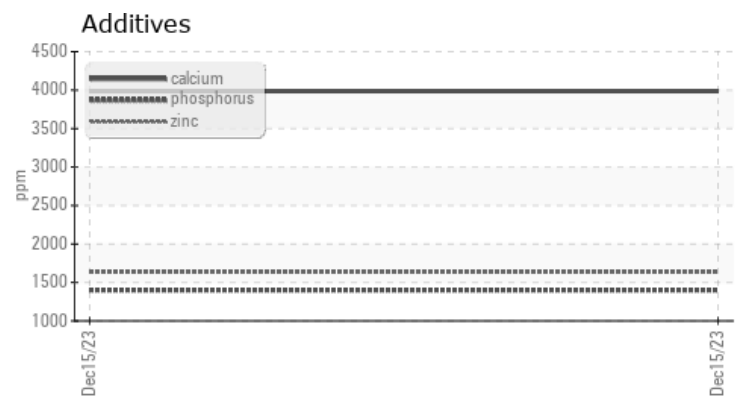 Additives
4500
4000
3500
3000
2500
2000
1500
1000
ppm
calcium
phosphorus
zinc
Dec15/23
Dec15/23